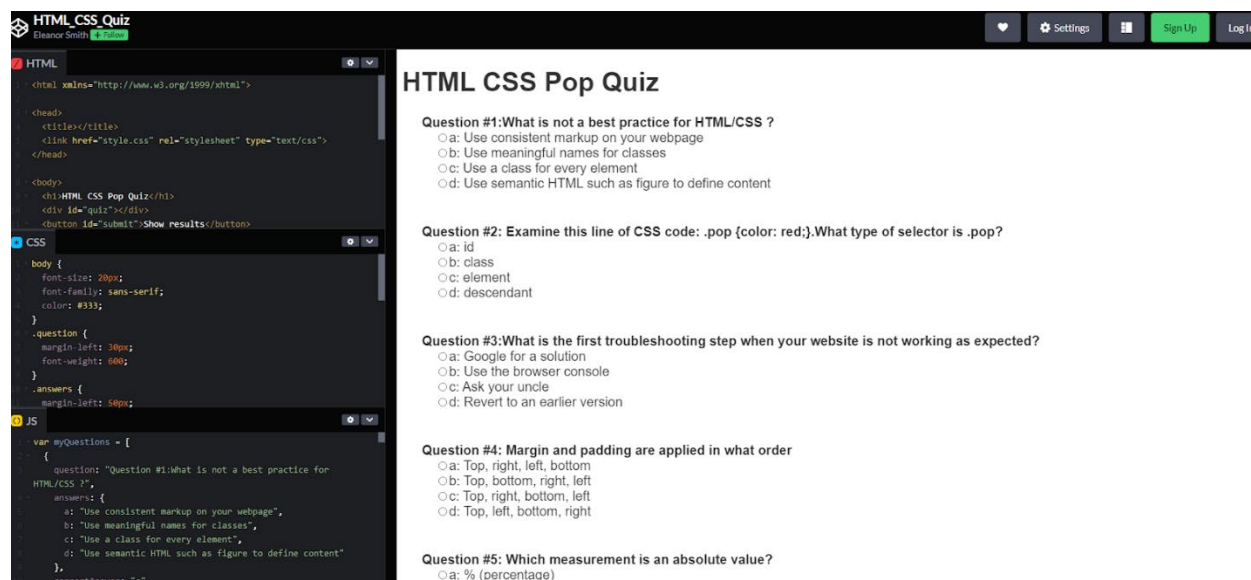 HTML_CSS_Quiz
Eleanor Smith + Follow
Settings
Sign Up
Log In
HTML
1 <html xmlns="http://www.w3.org/1999/xhtml">
2
3 <head>
<title></title>
<link href="style.css" rel="stylesheet" type="text/css">
</head>
<body>
<h1>HTML CSS Pop Quiz</h1>
<div id="quiz"></div>
<button id="submit">Show results</button>
CSS
body {
font-size: 20px;
font-family: sans-serif;
color: #333;
}
.question {
margin-left: 30px;
font-weight: 600;
}
.answers {
margin-left: 50px;
JS
var myQuestions = [
{
question: "Question #1:What is not a best practice for
HTML/CSS ?",
answers: {
a: "Use consistent markup on your webpage",
b: "Use meaningful names for classes",
c: "Use a class for every element",
d: "Use semantic HTML such as figure to define content"
},
HTML CSS Pop Quiz
Question #1:What is not a best practice for HTML/CSS ?
a: Use consistent markup on your webpage
b: Use meaningful names for classes
c: Use a class for every element
d: Use semantic HTML such as figure to define content
Question #2: Examine this line of CSS code: .pop {color: red;}.What type of selector is .pop?
a: id
b: class
c: element
d: descendant
Question #3:What is the first troubleshooting step when your website is not working as expected?
a: Google for a solution
b: Use the browser console
c: Ask your uncle
d: Revert to an earlier version
Question #4: Margin and padding are applied in what order
a: Top, right, left, bottom
b: Top, bottom, right, left
c: Top, right, bottom, left
d: Top, left, bottom, right
Question #5: Which measurement is an absolute value?
a: % (percentage)